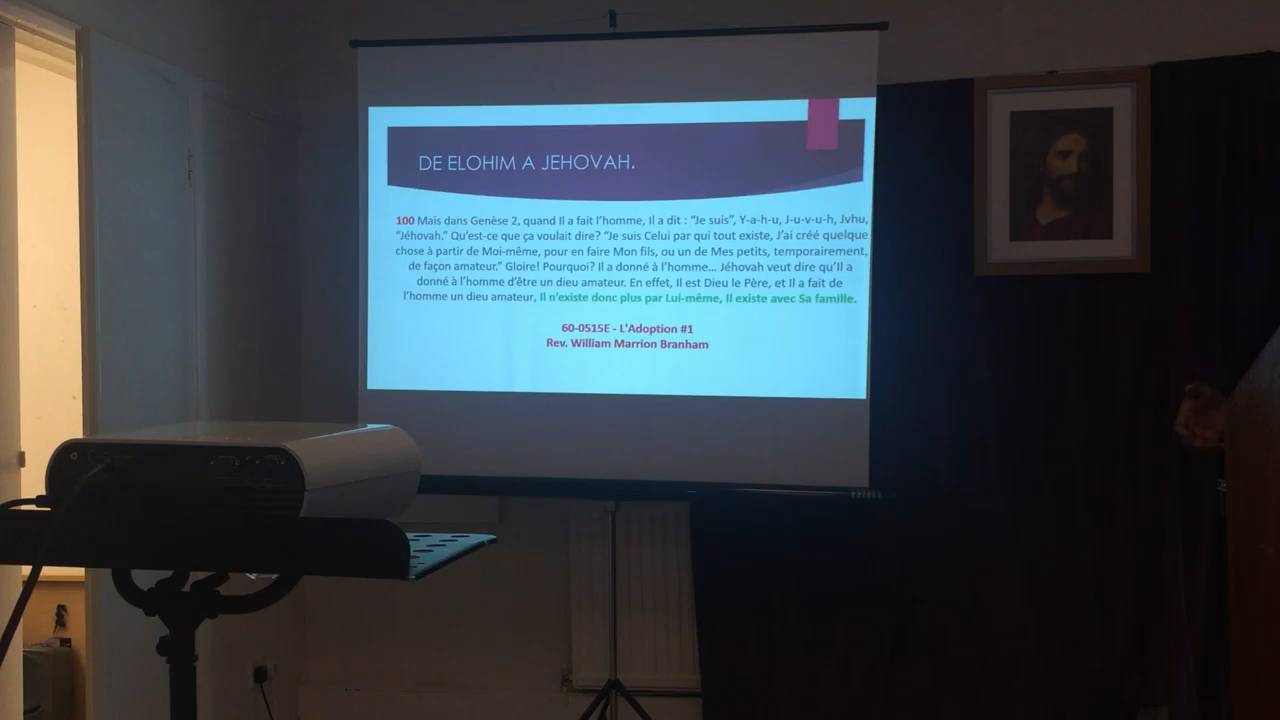 DE ELOHIM A JEHOVAH.
100 Mais dans Genèse 2, quand Il a fait l'homme, Il a dit : "Je suis", Y-a-h-u, J-u-v-u-h, Jvhu,
"Jéhovah." Qu'est-ce que ça voulait dire? "Je suis Celui par qui tout existe, J'ai créé quelque
chose à partir de Moi-même, pour en faire Mon fils, ou un de Mes petits, temporairement,
de façon amateur." Gloire! Pourquoi? Il a donné à l'homme... Jéhovah veut dire qu'Il a
donné à l'homme d'être un dieu amateur. En effet, Il est Dieu le Père, et Il a fait de
l'homme un dieu amateur, Il n'existe donc plus par Lui-même, Il existe avec Sa famille.
60-0515E - L'Adoption #1
Rev. William Marrion Branham